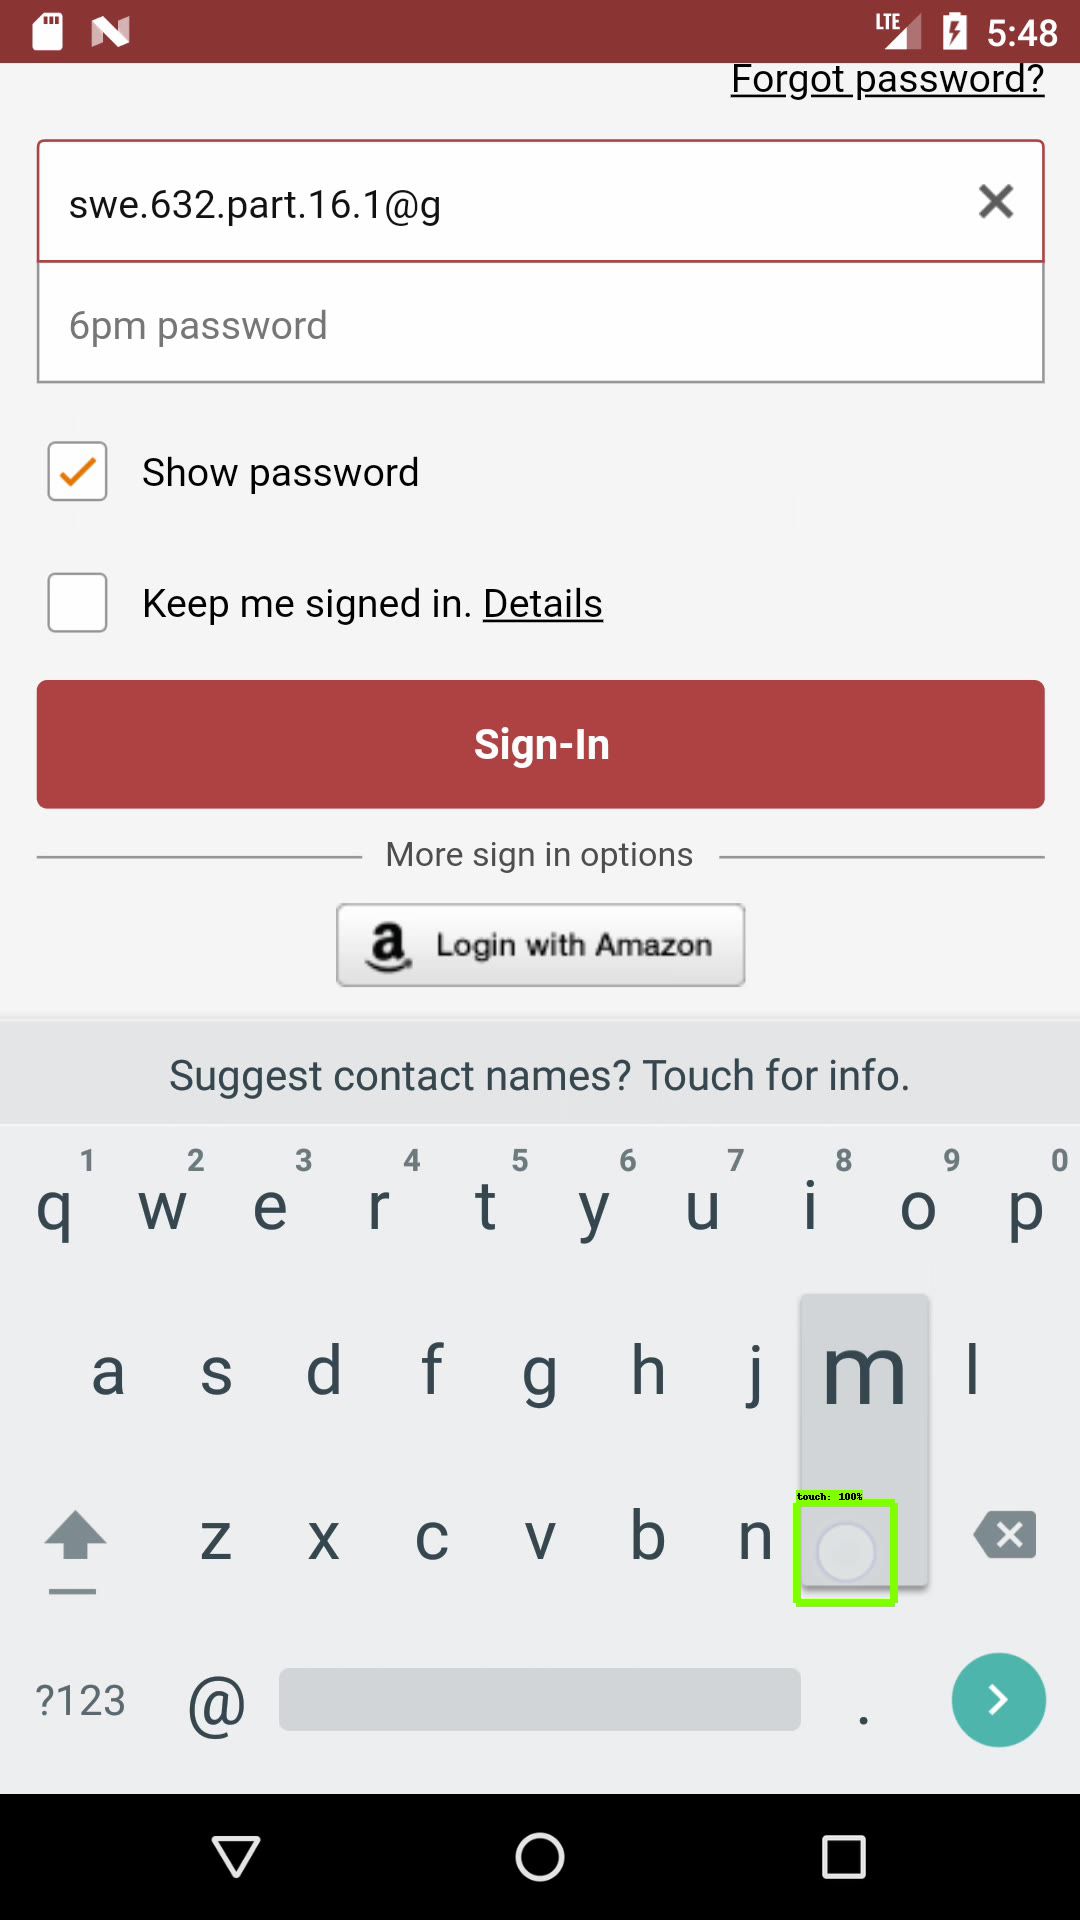 LTE 5:48
Forgot password?
swe.632.part.16.1@g
6pm password
Show password
Keep me signed in. Details
Sign-In
More sign in options
a Login with Amazon
Suggest contact names? Touch for info.
1 2 3 4 5 6 7 8 9 0
q w e r t y u i o p
a s d f g h j m l
touch: 100%
z x c v b n
?123 @ .